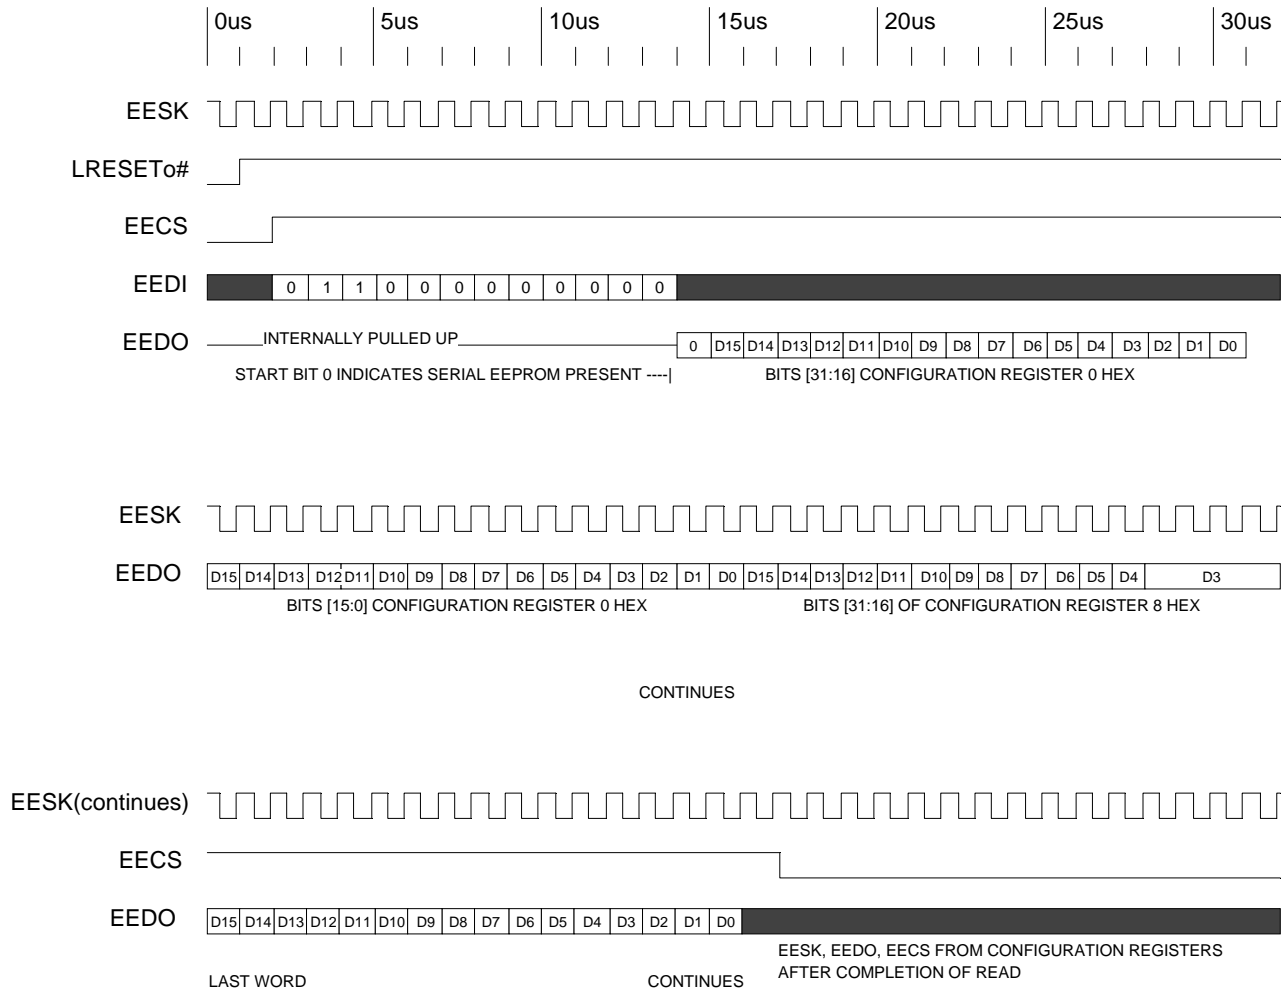 0us 5us 10us 15us 20us 25us 30us
EESK
LRESETo#
EECS
EEDI 0 1 1 0 0 0 0 0 0 0 0 0
EEDO INTERNALLY PULLED UP 0 D15 D14 D13 D12 D11 D10 D9 D8 D7 D6 D5 D4 D3 D2 D1 D0
START BIT 0 INDICATES SERIAL EEPROM PRESENT ----| BITS [31:16] CONFIGURATION REGISTER 0 HEX
EESK
EEDO D15 D14 D13 D12 D11 D10 D9 D8 D7 D6 D5 D4 D3 D2 D1 D0 D15 D14 D13 D12 D11 D10 D9 D8 D7 D6 D5 D4 D3
BITS [15:0] CONFIGURATION REGISTER 0 HEX BITS [31:16] OF CONFIGURATION REGISTER 8 HEX
CONTINUES
EESK(continues)
EECS
EEDO D15 D14 D13 D12 D11 D10 D9 D8 D7 D6 D5 D4 D3 D2 D1 D0
EESK, EEDO, EECS FROM CONFIGURATION REGISTERS
AFTER COMPLETION OF READ
LAST WORD CONTINUES